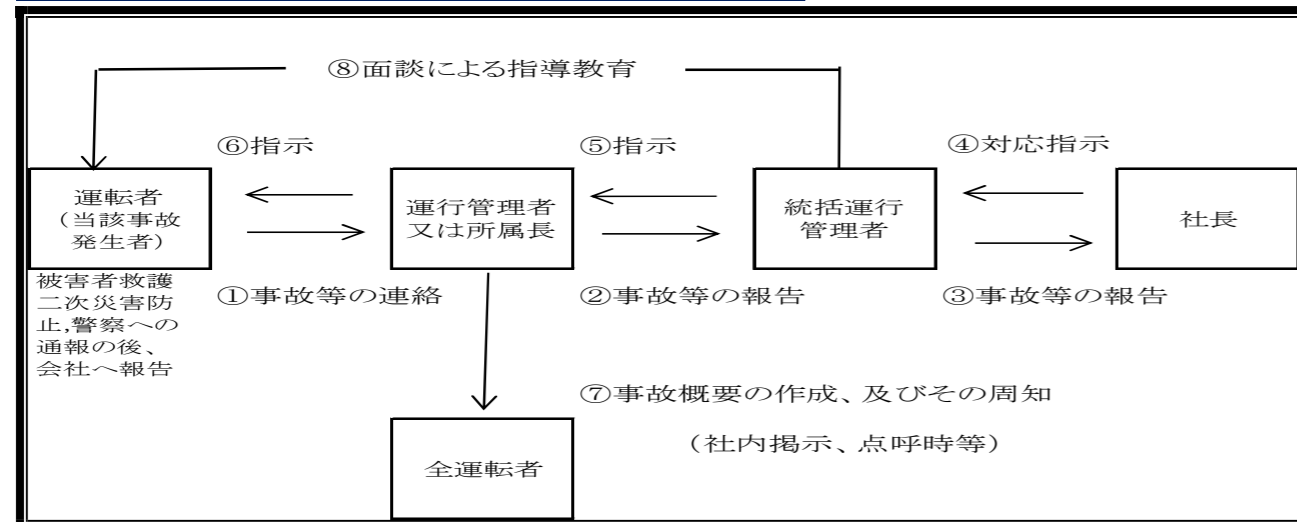 ⑧面談による指導教育
⑥指示
⑤指示
④対応指示
運転者
（当該事故
発生者）
運行管理者
又は所属長
統括運行
管理者
社長
被害者救護
二次災害防
止,警察への
通報の後、
会社へ報告
①事故等の連絡
②事故等の報告
③事故等の報告
⑦事故概要の作成、及びその周知
（社内掲示、点呼時等）
全運転者